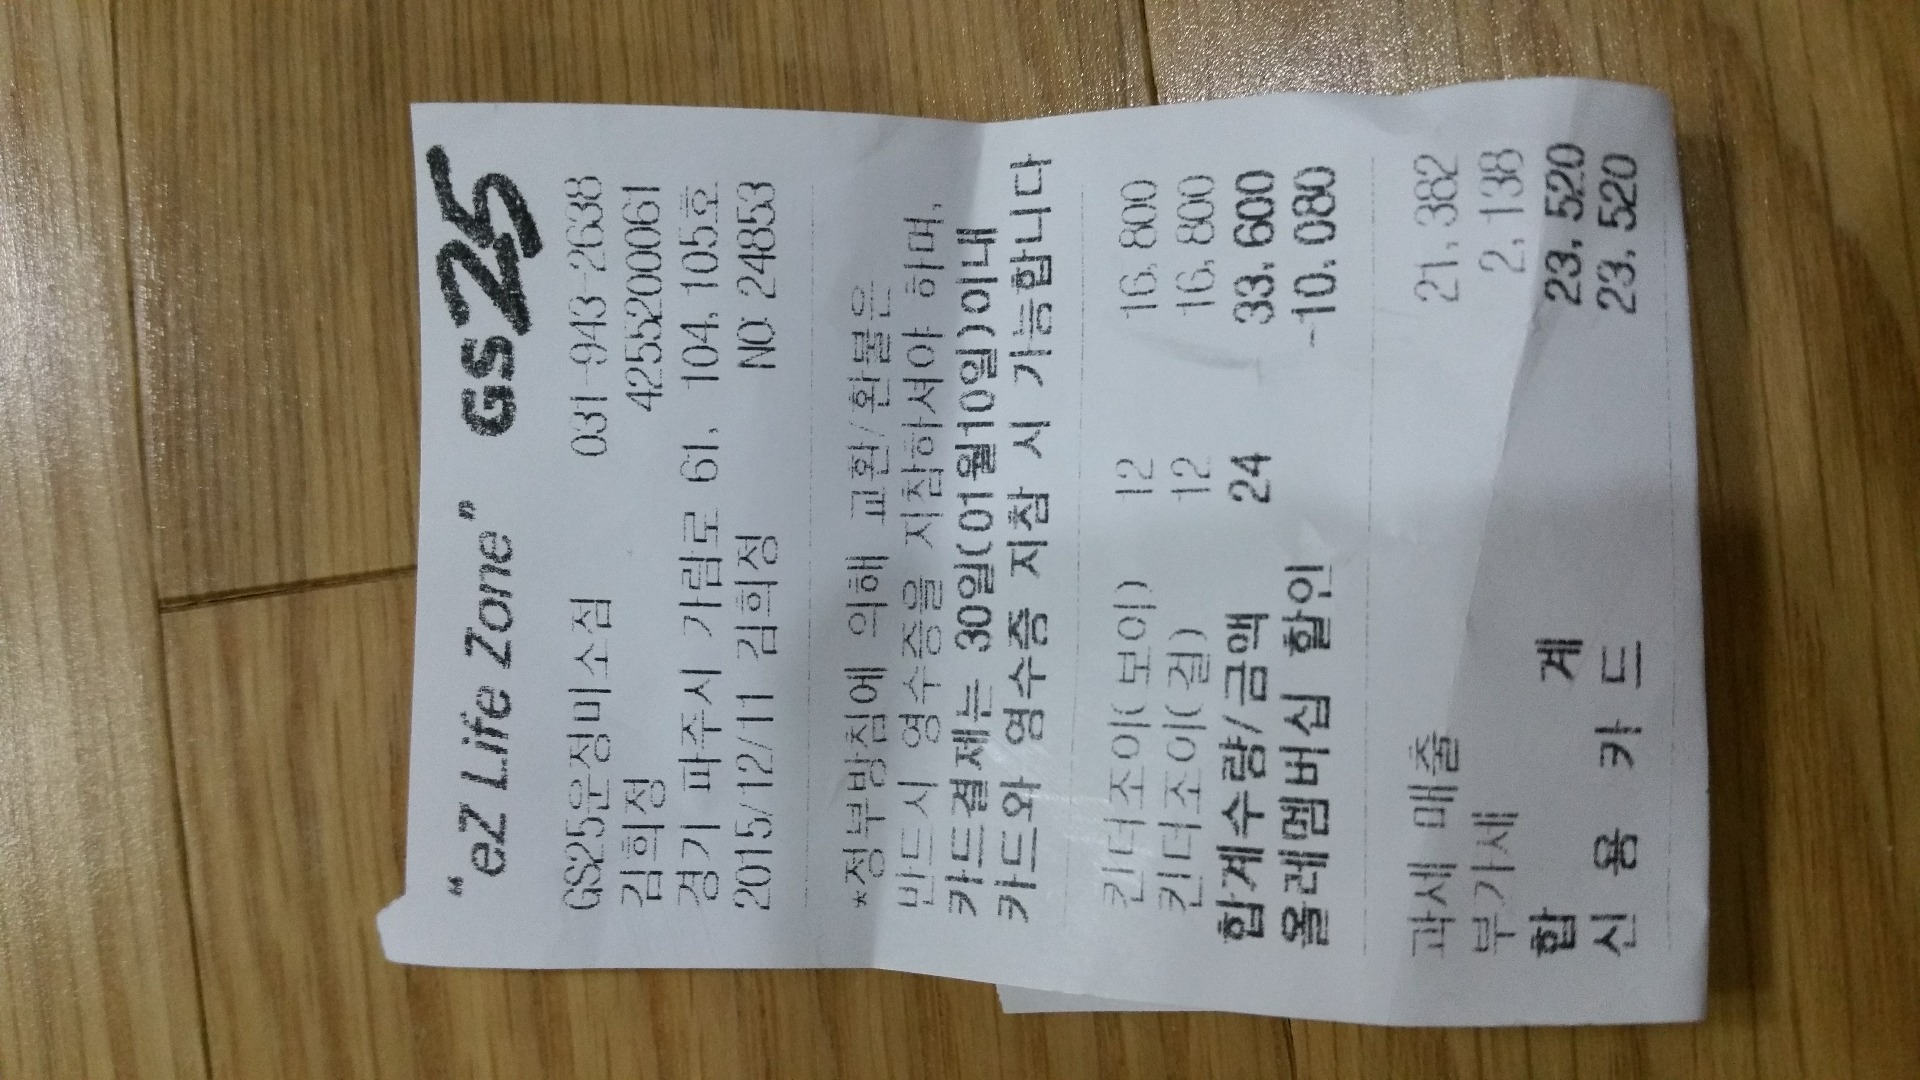 "eZ Life Zone" GS25
GS25운정미소점 031-943-2638
김희정 4255200061
경기 파주시 가람로 61, 104,105호
2015/12/11 김희정 NO: 24853
*정부방침에 의해 교환/환불은
반드시 영수증을 지참하셔야 하며,
카드결제는 30일(01월10일)이내
카드와 영수증 지참 시 가능합니다
킨더조이(보이) 12 16,800
킨더조이(걸) 12 16,800
합계수량/금액 24 33,600
올레멤버십 할인 -10,080
과세 매출 21,382
부가세 2,138
합 계 23,520
신 용 카 드 23,520